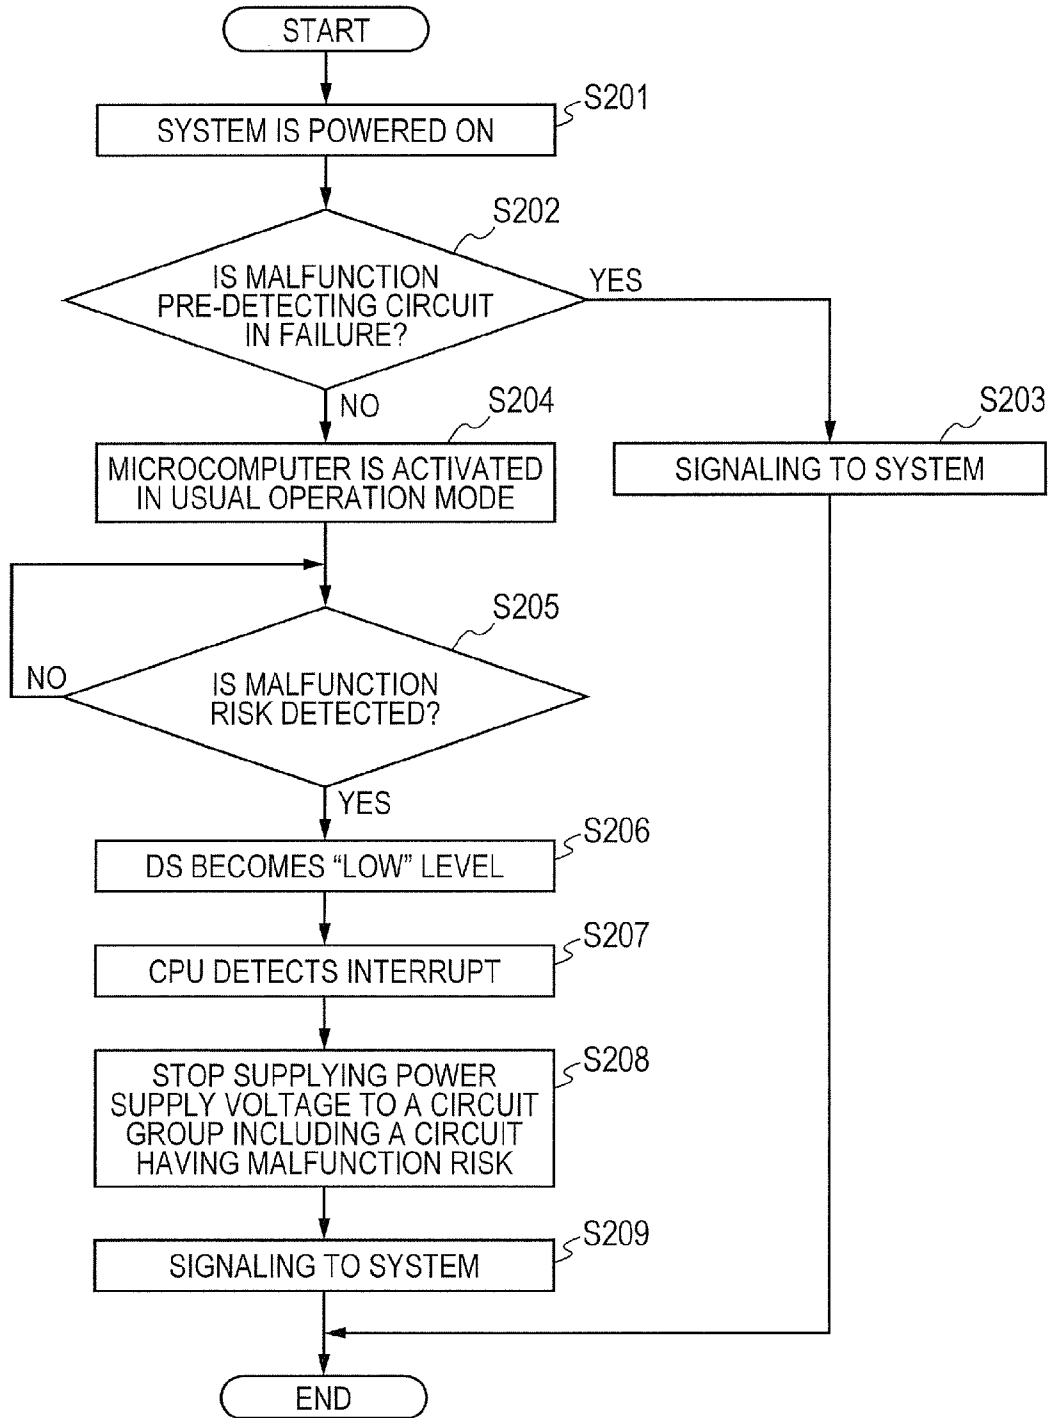 START
S201
SYSTEM IS POWERED ON
S202
IS MALFUNCTION
PRE-DETECTING CIRCUIT
IN FAILURE?
YES
NO
S204
MICROCOMPUTER IS ACTIVATED
IN USUAL OPERATION MODE
S203
SIGNALING TO SYSTEM
S205
IS MALFUNCTION
RISK DETECTED?
NO
YES
S206
DS BECOMES “LOW” LEVEL
S207
CPU DETECTS INTERRUPT
S208
STOP SUPPLYING POWER
SUPPLY VOLTAGE TO A CIRCUIT
GROUP INCLUDING A CIRCUIT
HAVING MALFUNCTION RISK
S209
SIGNALING TO SYSTEM
END